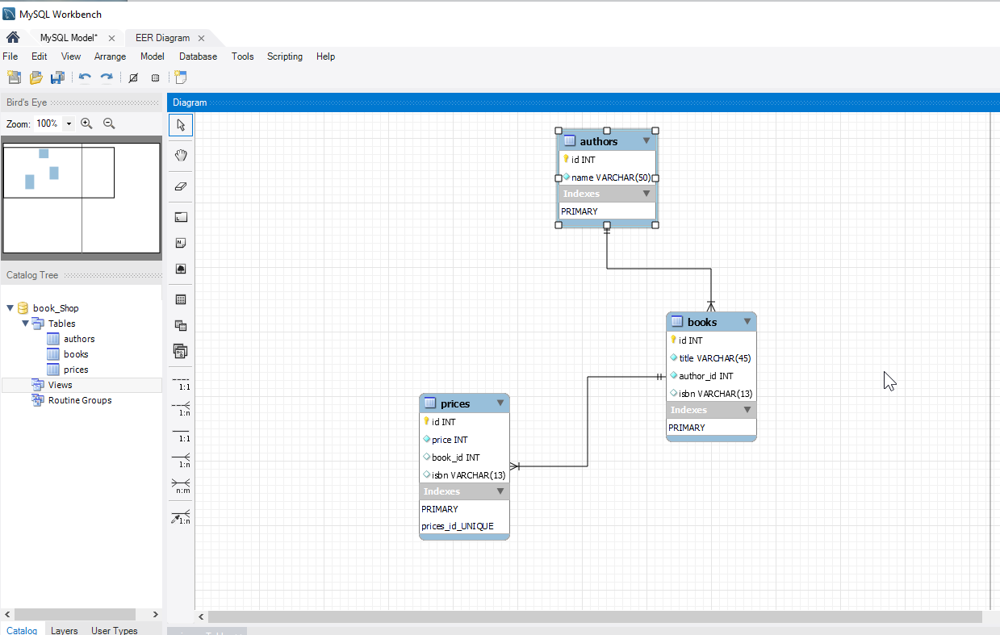 MySQL Workbench
MySQL Model*
EER Diagram
File Edit View Arrange Model Database Tools Scripting Help
Bird's Eye
Zoom: 100%
Diagram
Catalog Tree
book_Shop
Tables
authors
books
prices
Views
Routine Groups
Catalog Layers User Types
N
1:1
1:n
1:1
1:n
n:m
1:n
authors
id INT
name VARCHAR(50)
Indexes
PRIMARY
books
id INT
title VARCHAR(45)
author_id INT
isbn VARCHAR(13)
Indexes
PRIMARY
prices
id INT
price INT
book_id INT
isbn VARCHAR(13)
Indexes
PRIMARY
prices_id_UNIQUE